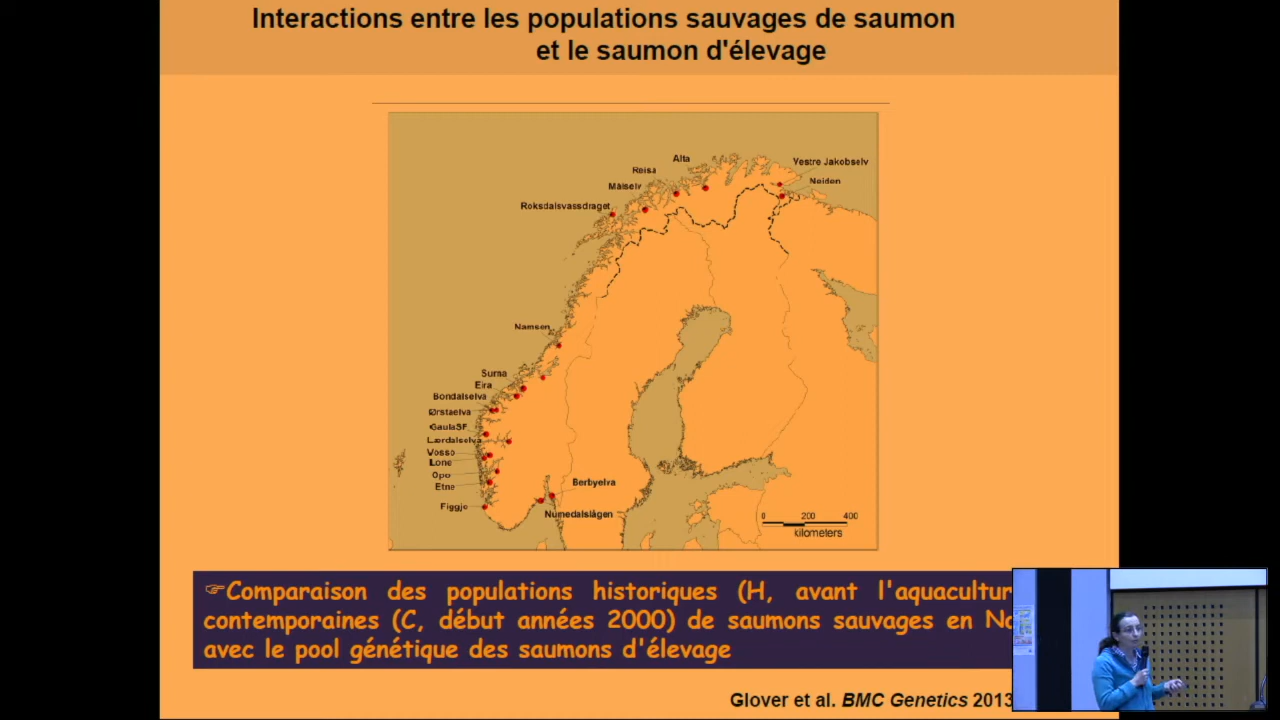 Interactions entre les populations sauvages de saumon
et le saumon d'élevage
Alta
Vestre Jakobselv
Reisa
Neiden
Målselv
Roksdalsvassdraget
Namsen
Surna
Eira
Bondalselva
Ørstaelva
GaulaSF
Lærdalselva
Vosso
Lone
Opo
Etne
Berbyelva
Figgjo
Numedalslågen
0 200 400
kilometers
☞Comparaison des populations historiques (H, avant l'aquacultur
contemporaines (C, début années 2000) de saumons sauvages en No
avec le pool génétique des saumons d'élevage
Glover et al. BMC Genetics 2013